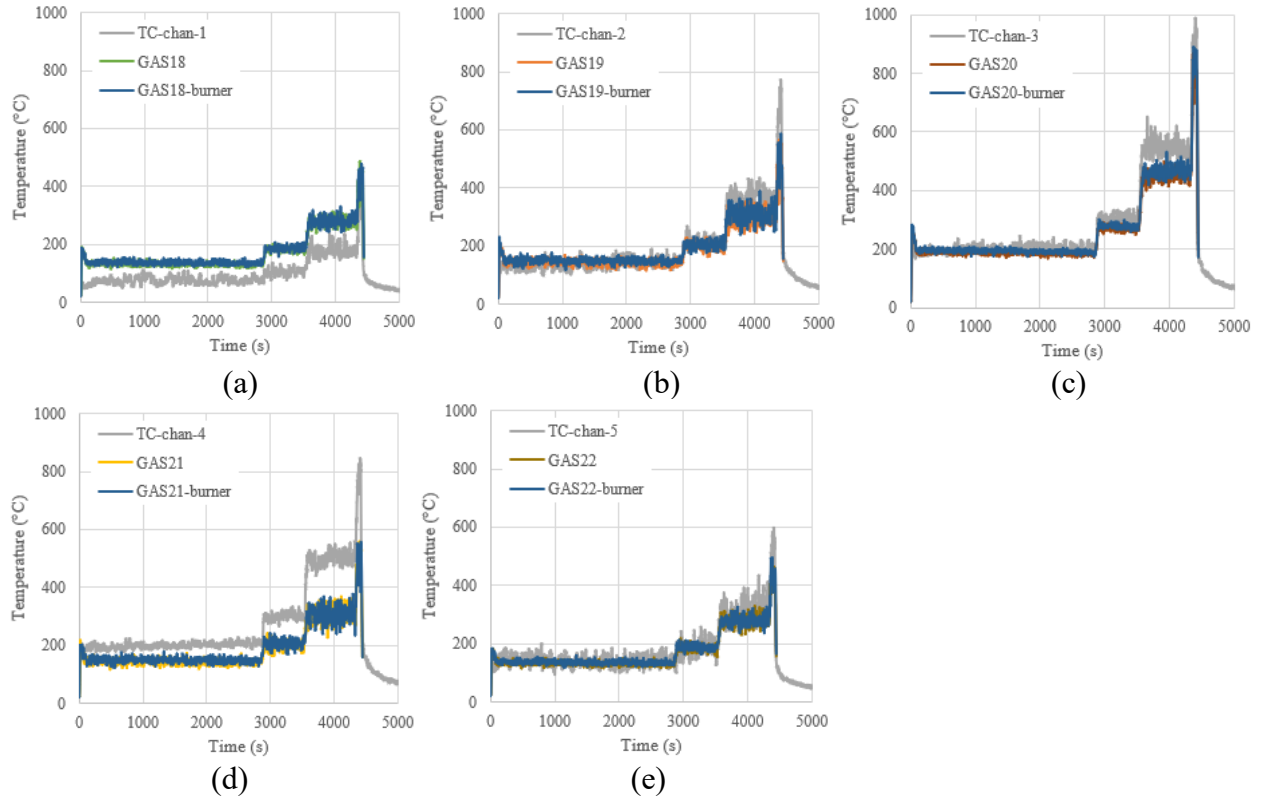 1000
800
600
400
200
0
Temperature (°C)
TC-chan-1
GAS18
GAS18-burner
0 1000 2000 3000 4000 5000
Time (s)
(a)
1000
800
600
400
200
0
Temperature (°C)
TC-chan-2
GAS19
GAS19-burner
0 1000 2000 3000 4000 5000
Time (s)
(b)
1000
800
600
400
200
0
Temperature (°C)
TC-chan-3
GAS20
GAS20-burner
0 1000 2000 3000 4000 5000
Time (s)
(c)
1000
800
600
400
200
0
Temperature (°C)
TC-chan-4
GAS21
GAS21-burner
0 1000 2000 3000 4000 5000
Time (s)
(d)
1000
800
600
400
200
0
Temperature (°C)
TC-chan-5
GAS22
GAS22-burner
0 1000 2000 3000 4000 5000
Time (s)
(e)